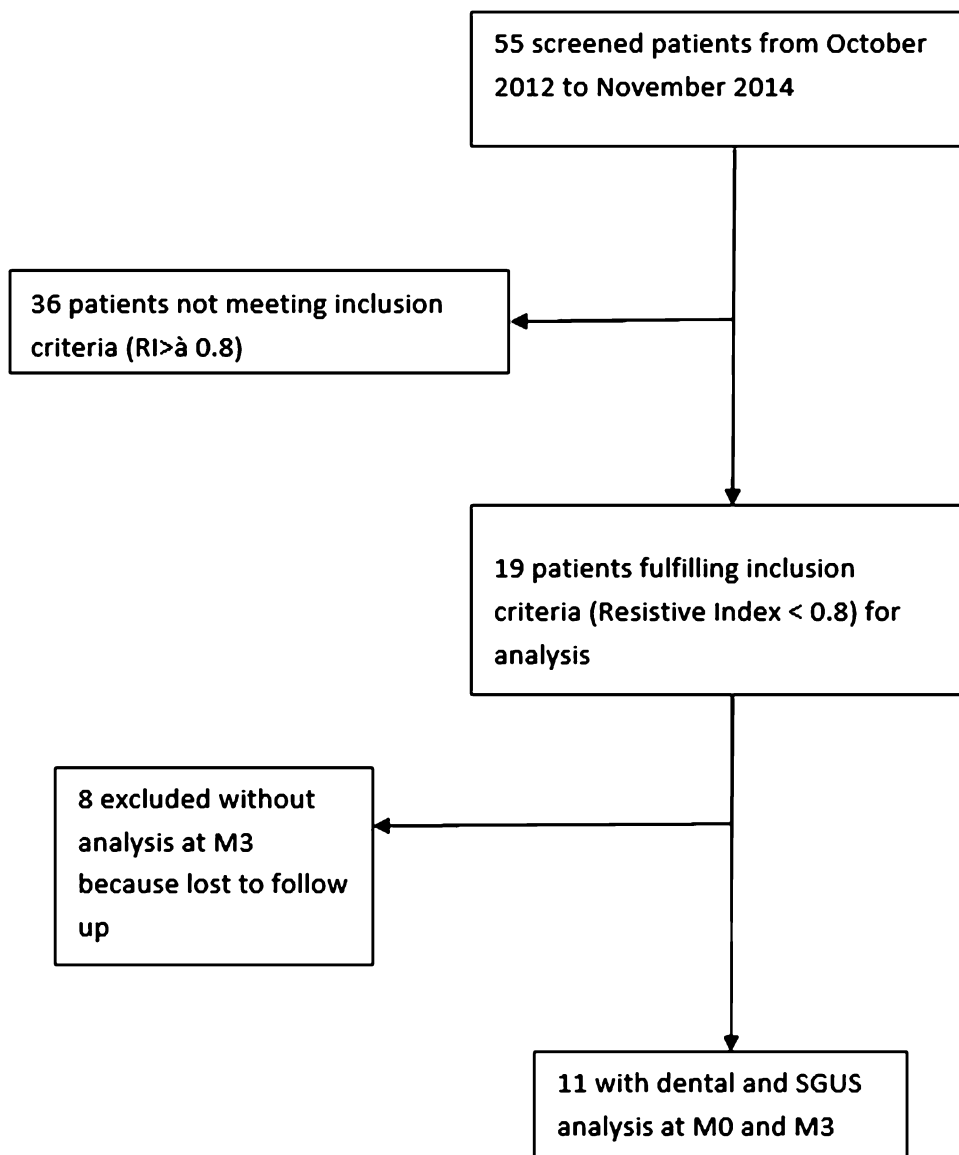 55 screened patients from October
2012 to November 2014
36 patients not meeting inclusion
criteria (RI>à 0.8)
19 patients fulfilling inclusion
criteria (Resistive Index < 0.8) for
analysis
8 excluded without
analysis at M3
because lost to follow
up
11 with dental and SGUS
analysis at M0 and M3